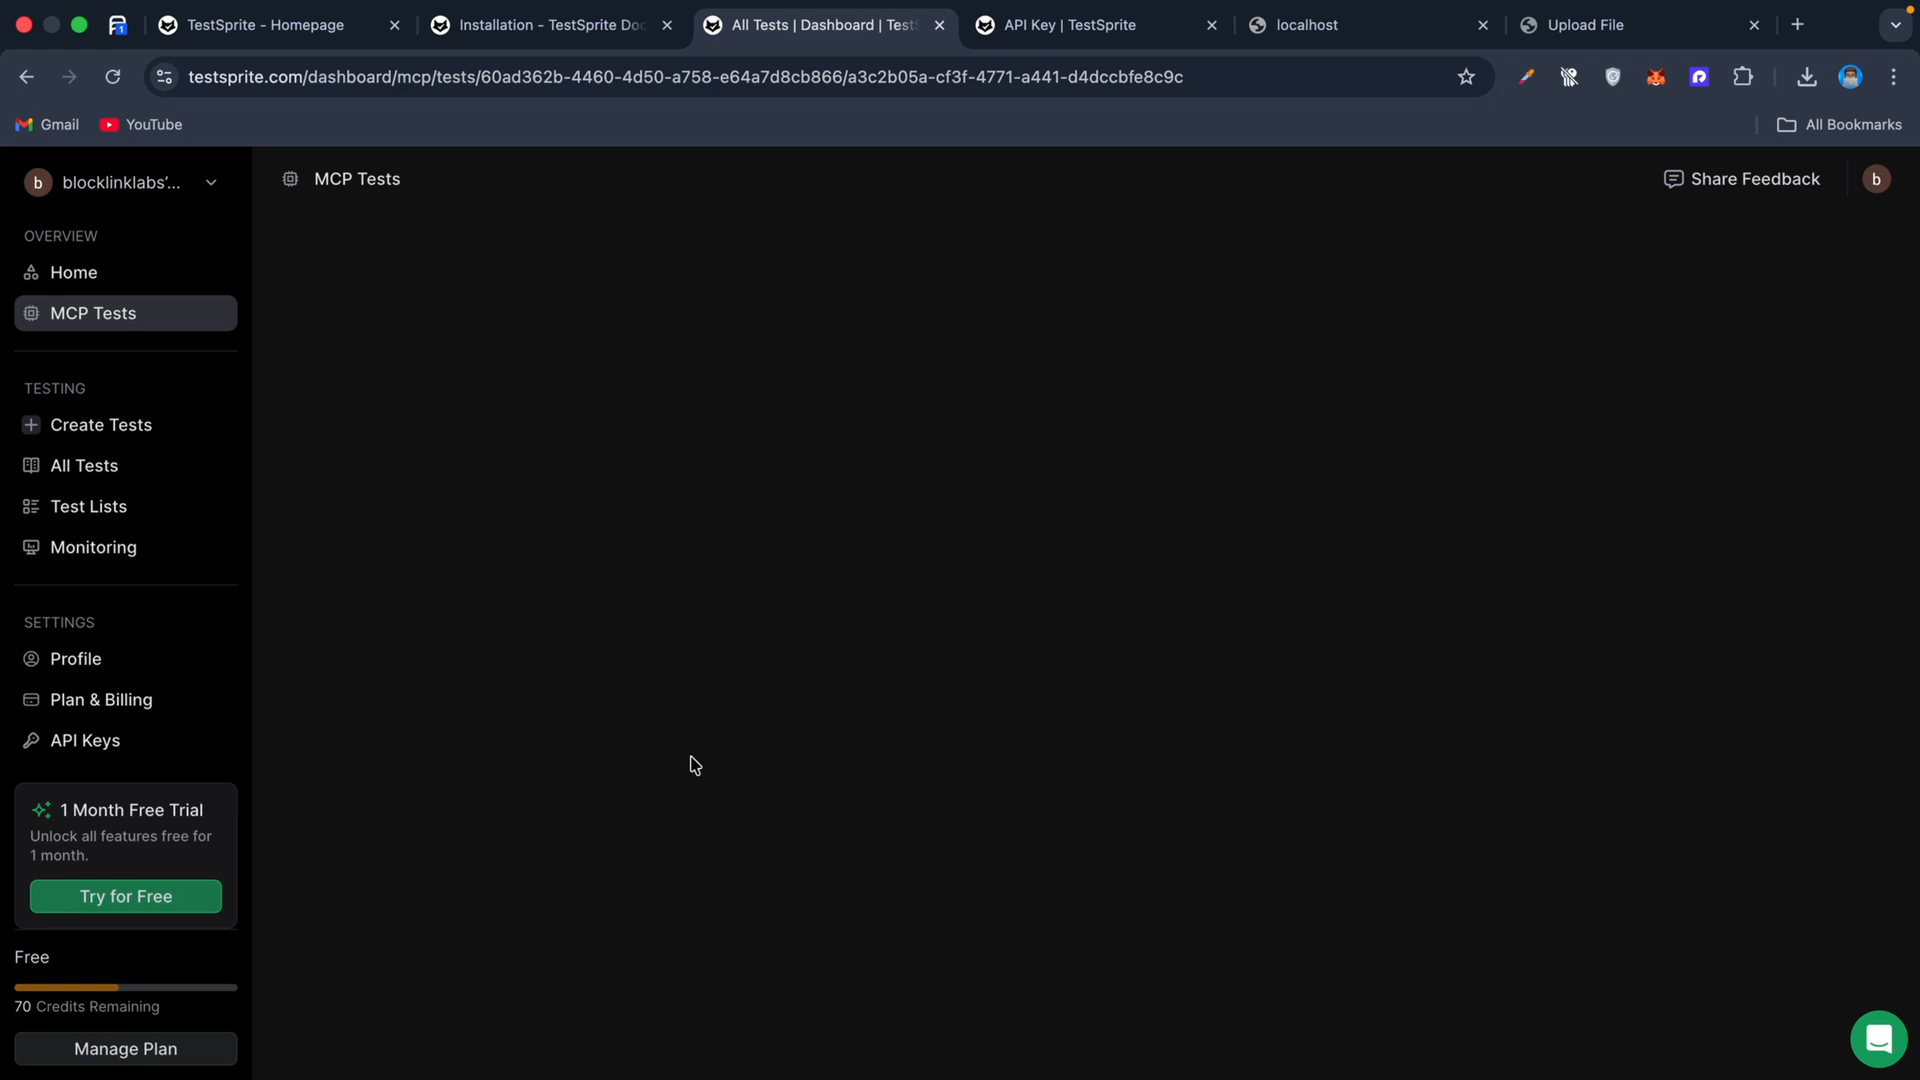 TestSprite - Homepage
Installation - TestSprite Doc
All Tests | Dashboard | Test
API Key | TestSprite
localhost
Upload File
testsprite.com/dashboard/mcp/tests/60ad362b-4460-4d50-a758-e64a7d8cb866/a3c2b05a-cf3f-4771-a441-d4dccbfe8c9c
Gmail
YouTube
All Bookmarks
b
blocklinklabs'...
MCP Tests
Share Feedback
b
OVERVIEW
Home
MCP Tests
TESTING
Create Tests
All Tests
Test Lists
Monitoring
SETTINGS
Profile
Plan & Billing
API Keys
1 Month Free Trial
Unlock all features free for
1 month.
Try for Free
Free
70 Credits Remaining
Manage Plan